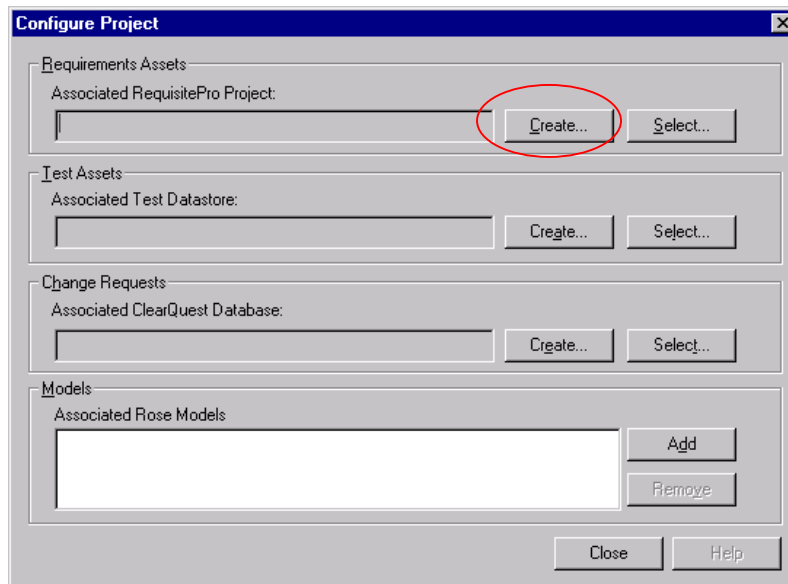 Configure Project
Requirements Assets
Associated RequisitePro Project:
Create... Select...
Test Assets
Associated Test Datastore:
Create... Select...
Change Requests
Associated ClearQuest Database:
Create... Select...
Models
Associated Rose Models
Add
Remove
Close Help